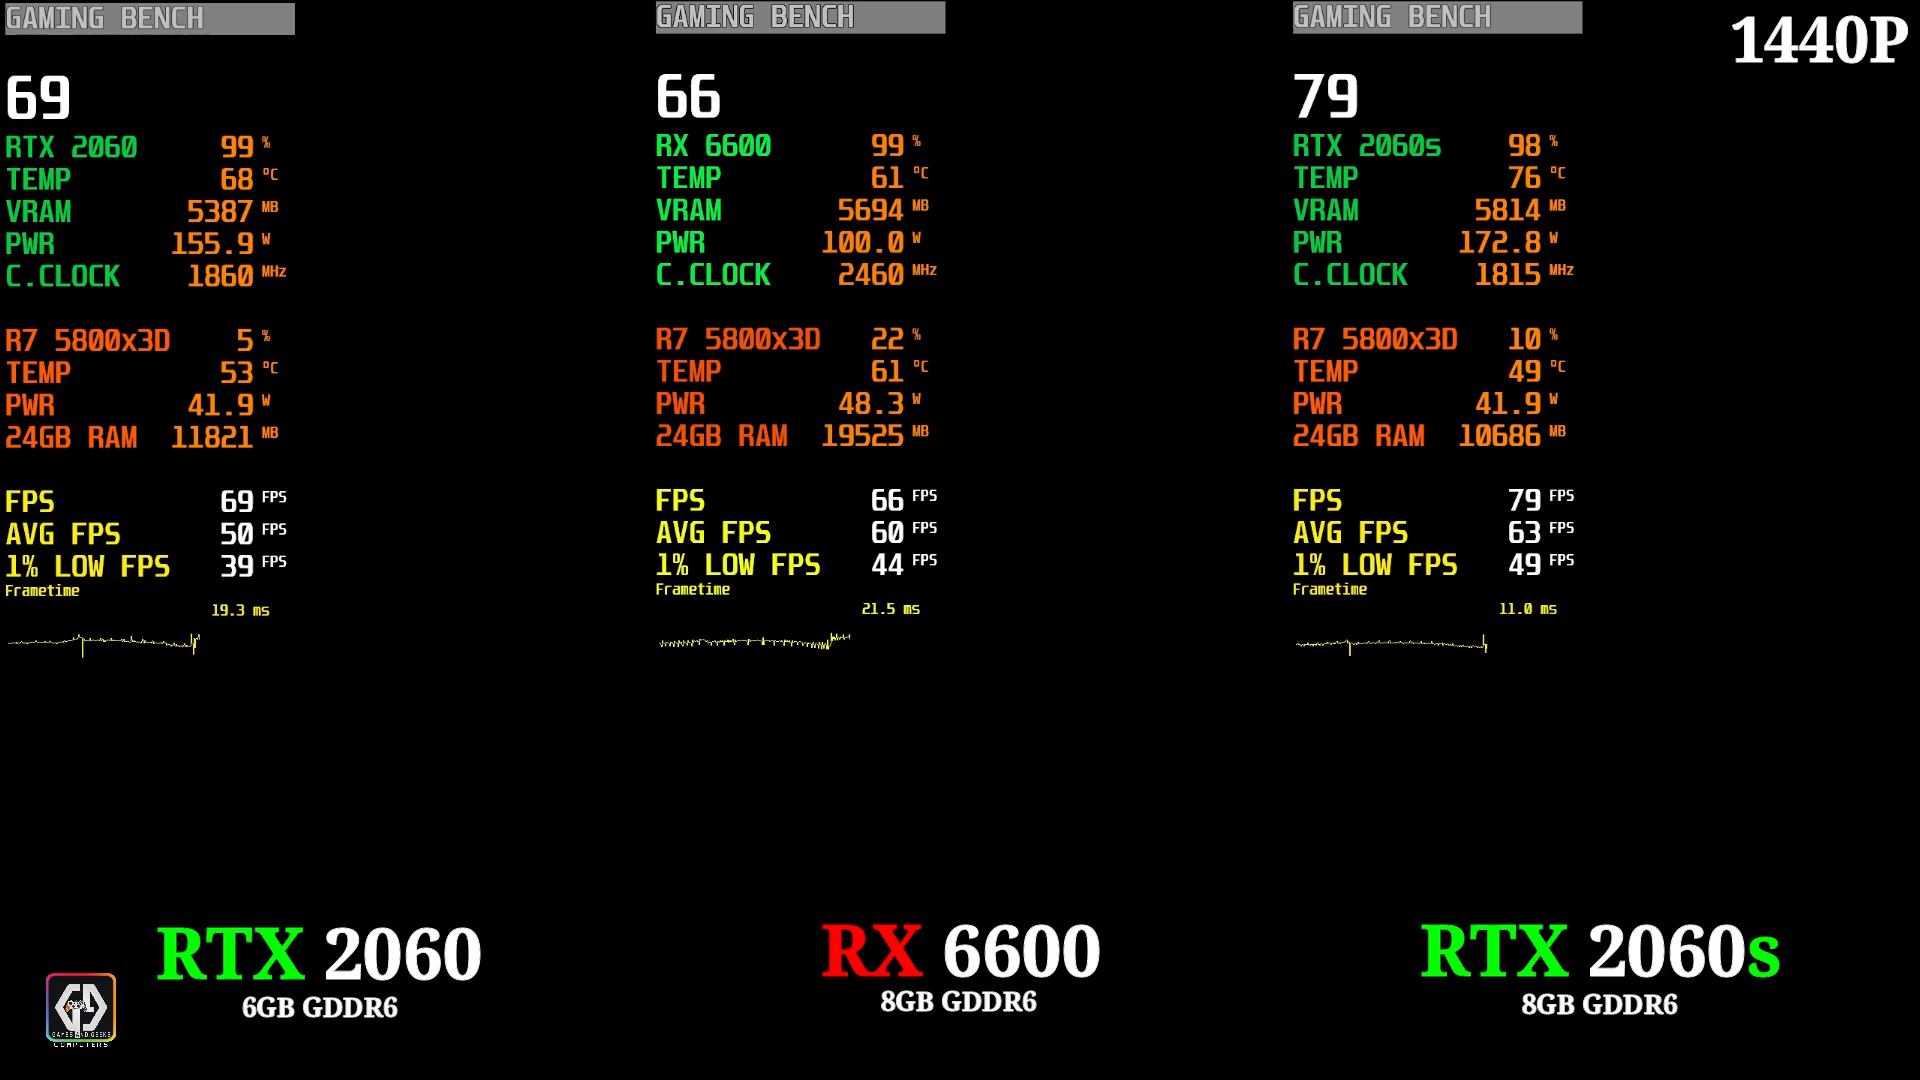 1440P
GAMING BENCH
69
RTX 2060 99 %
TEMP 68 °C
VRAM 5387 MB
PWR 155.9 W
C.CLOCK 1860 MHz
R7 5800x3D 5 %
TEMP 53 °C
PWR 41.9 W
24GB RAM 11821 MB
FPS 69 FPS
AVG FPS 50 FPS
1% LOW FPS 39 FPS
Frametime
19.3 ms
GAMING BENCH
66
RX 6600 99 %
TEMP 61 °C
VRAM 5694 MB
PWR 100.0 W
C.CLOCK 2460 MHz
R7 5800x3D 22 %
TEMP 61 °C
PWR 48.3 W
24GB RAM 19525 MB
FPS 66 FPS
AVG FPS 60 FPS
1% LOW FPS 44 FPS
Frametime
21.5 ms
GAMING BENCH
79
RTX 2060s 98 %
TEMP 76 °C
VRAM 5814 MB
PWR 172.8 W
C.CLOCK 1815 MHz
R7 5800x3D 10 %
TEMP 49 °C
PWR 41.9 W
24GB RAM 10686 MB
FPS 79 FPS
AVG FPS 63 FPS
1% LOW FPS 49 FPS
Frametime
11.0 ms
RTX 2060
6GB GDDR6
RX 6600
8GB GDDR6
RTX 2060s
8GB GDDR6
GAMES AND GEEKS
COMPUTERS